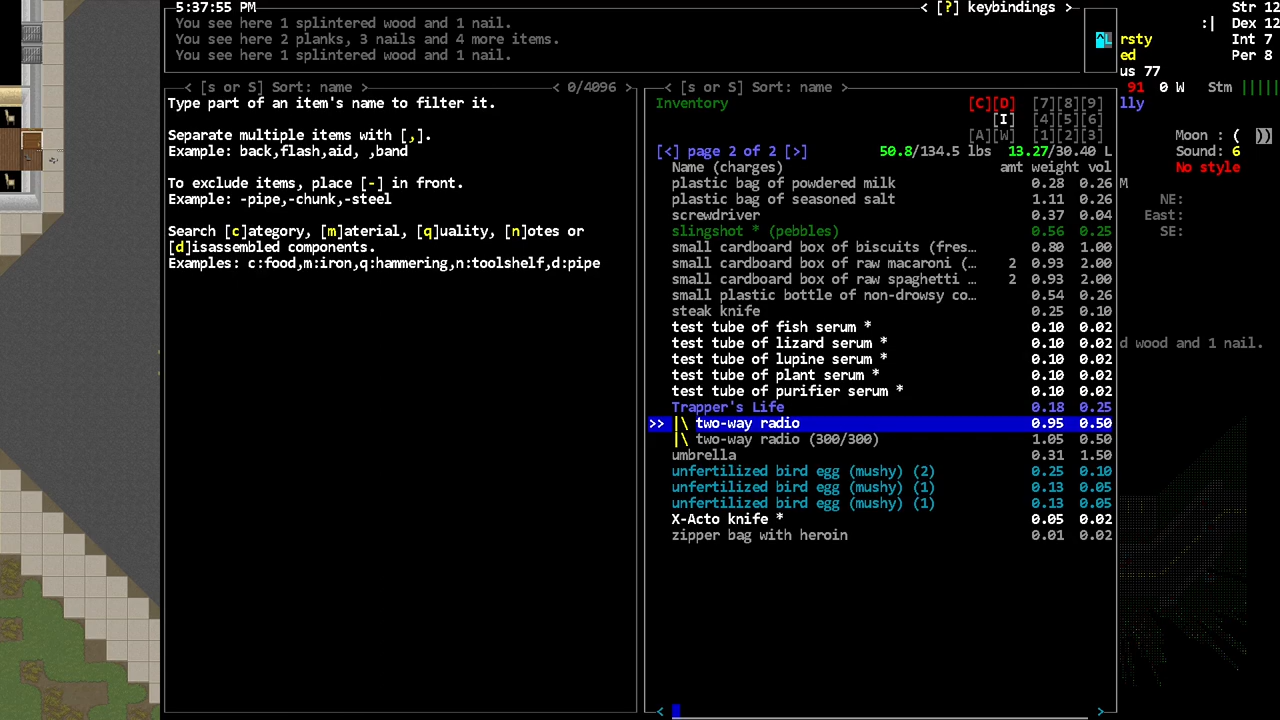 5:37:55 PM
< [?] keybindings >
You see here 1 splintered wood and 1 nail.
You see here 2 planks, 3 nails and 4 more items.
You see here 1 splintered wood and 1 nail.
^L
Str 12
:| Dex 12
rsty Int 7
ed Per 8
us 77
91 0 W Stm |||||
lly
Moon : ( ))
Sound: 6
No style
M
NE:
East:
SE:
d wood and 1 nail.
< [s or S] Sort: name > < 0/4096 >
Type part of an item's name to filter it.
Separate multiple items with [,].
Example: back,flash,aid, ,band
To exclude items, place [-] in front.
Example: -pipe,-chunk,-steel
Search [c]ategory, [m]aterial, [q]uality, [n]otes or
[d]isassembled components.
Examples: c:food,m:iron,q:hammering,n:toolshelf,d:pipe
< [s or S] Sort: name >
Inventory [C][D] [7][8][9]
[I] [4][5][6]
[A][W] [1][2][3]
[<] page 2 of 2 [>] 50.8/134.5 lbs 13.27/30.40 L
Name (charges) amt weight vol
plastic bag of powdered milk 0.28 0.26
plastic bag of seasoned salt 1.11 0.26
screwdriver 0.37 0.04
slingshot * (pebbles) 0.56 0.25
small cardboard box of biscuits (fres… 0.80 1.00
small cardboard box of raw macaroni (… 2 0.93 2.00
small cardboard box of raw spaghetti … 2 0.93 2.00
small plastic bottle of non-drowsy co… 0.54 0.26
steak knife 0.25 0.10
test tube of fish serum * 0.10 0.02
test tube of lizard serum * 0.10 0.02
test tube of lupine serum * 0.10 0.02
test tube of plant serum * 0.10 0.02
test tube of purifier serum * 0.10 0.02
Trapper's Life 0.18 0.25
>> |\ two-way radio 0.95 0.50
|\ two-way radio (300/300) 1.05 0.50
umbrella 0.31 1.50
unfertilized bird egg (mushy) (2) 0.25 0.10
unfertilized bird egg (mushy) (1) 0.13 0.05
unfertilized bird egg (mushy) (1) 0.13 0.05
X-Acto knife * 0.05 0.02
zipper bag with heroin 0.01 0.02
< >